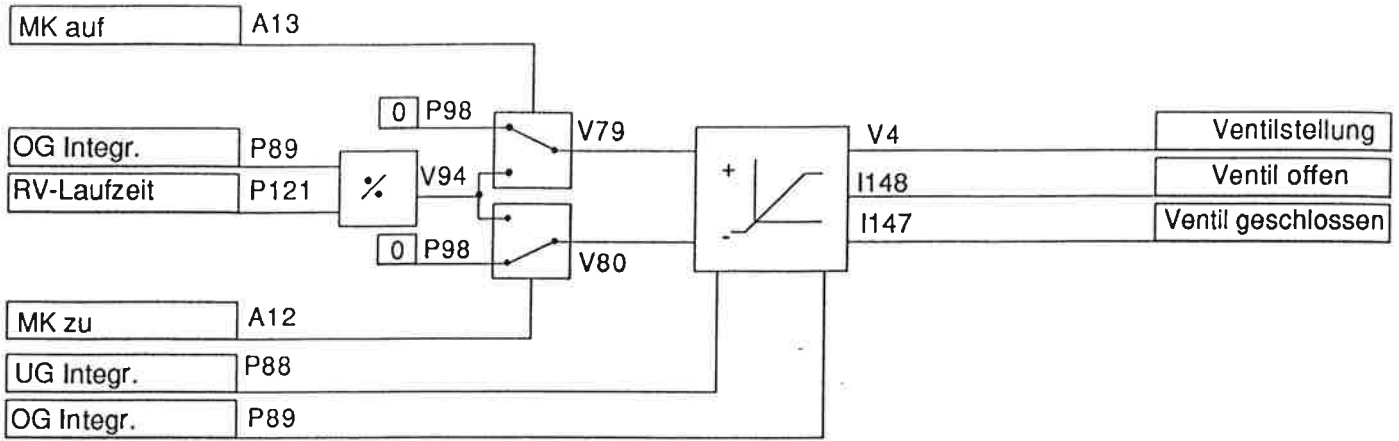 MK auf A13
0 P98 V79
OG Integr. P89 V4 Ventilstellung
RV-Laufzeit P121 % V94 + I148 Ventil offen
- I147 Ventil geschlossen
0 P98 V80
MK zu A12
UG Integr. P88
OG Integr. P89